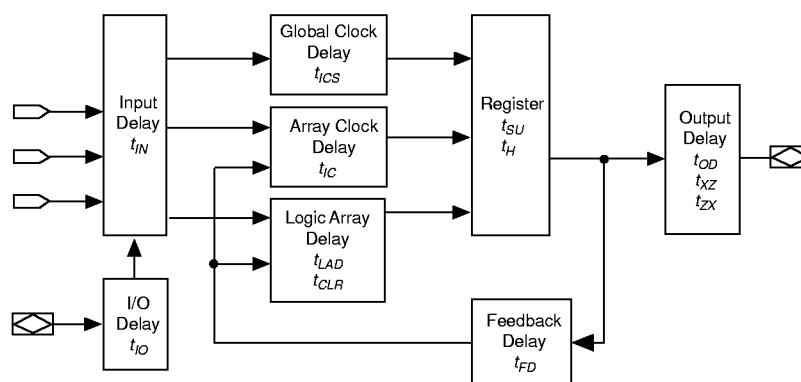 Global Clock
Delay
tICS
Input
Delay
tIN
Array Clock
Delay
tIC
Register
tSU
tH
Output
Delay
tOD
tXZ
tZX
Logic Array
Delay
tLAD
tCLR
I/O
Delay
tIO
Feedback
Delay
tFD